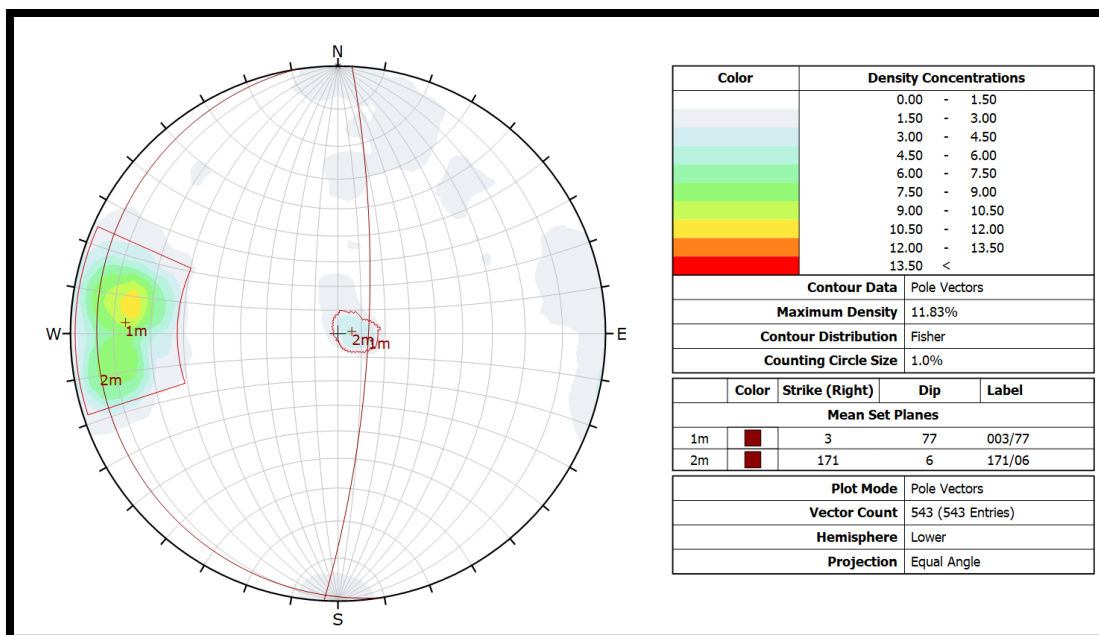 N
W
E
S
1m
2m
2m
1m
Color Density Concentrations
0.00 - 1.50
1.50 - 3.00
3.00 - 4.50
4.50 - 6.00
6.00 - 7.50
7.50 - 9.00
9.00 - 10.50
10.50 - 12.00
12.00 - 13.50
13.50 <
Contour Data Pole Vectors
Maximum Density 11.83%
Contour Distribution Fisher
Counting Circle Size 1.0%
Color Strike (Right) Dip Label
Mean Set Planes
1m 3 77 003/77
2m 171 6 171/06
Plot Mode Pole Vectors
Vector Count 543 (543 Entries)
Hemisphere Lower
Projection Equal Angle